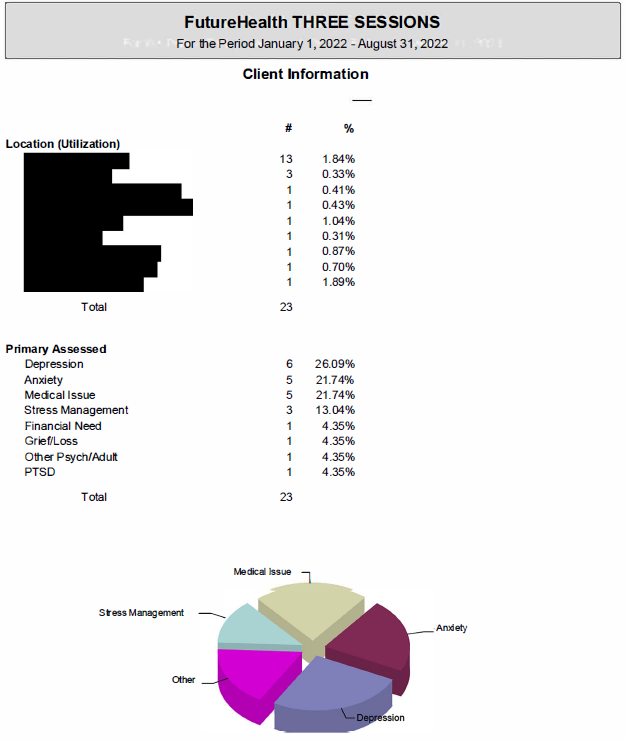 FutureHealth THREE SESSIONS
For the Period January 1, 2022 - August 31, 2022
Client Information
# %
Location (Utilization)
13 1.84%
3 0.33%
1 0.41%
1 0.43%
1 1.04%
1 0.31%
1 0.87%
1 0.70%
1 1.89%
Total 23
Primary Assessed
Depression 6 26.09%
Anxiety 5 21.74%
Medical Issue 5 21.74%
Stress Management 3 13.04%
Financial Need 1 4.35%
Grief/Loss 1 4.35%
Other Psych/Adult 1 4.35%
PTSD 1 4.35%
Total 23
Medical Issue
Stress Management
Anxiety
Other
Depression